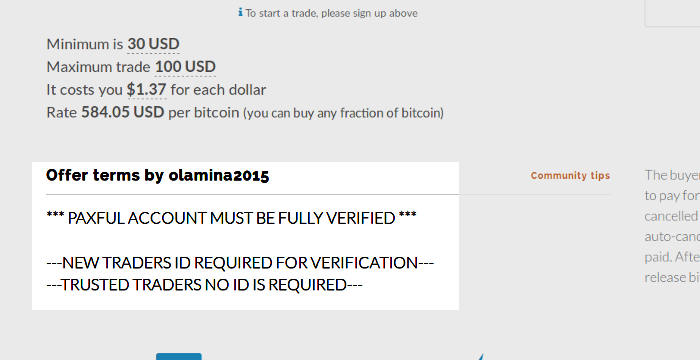 To start a trade, please sign up above
Minimum is 30 USD
Maximum trade 100 USD
It costs you $1.37 for each dollar
Rate 584.05 USD per bitcoin (you can buy any fraction of bitcoin)
Offer terms by olamina2015
Community tips
*** PAXFUL ACCOUNT MUST BE FULLY VERIFIED ***
---NEW TRADERS ID REQUIRED FOR VERIFICATION---
---TRUSTED TRADERS NO ID IS REQUIRED---
The buyer
to pay for
cancelled
auto-canc
paid. Afte
release bi